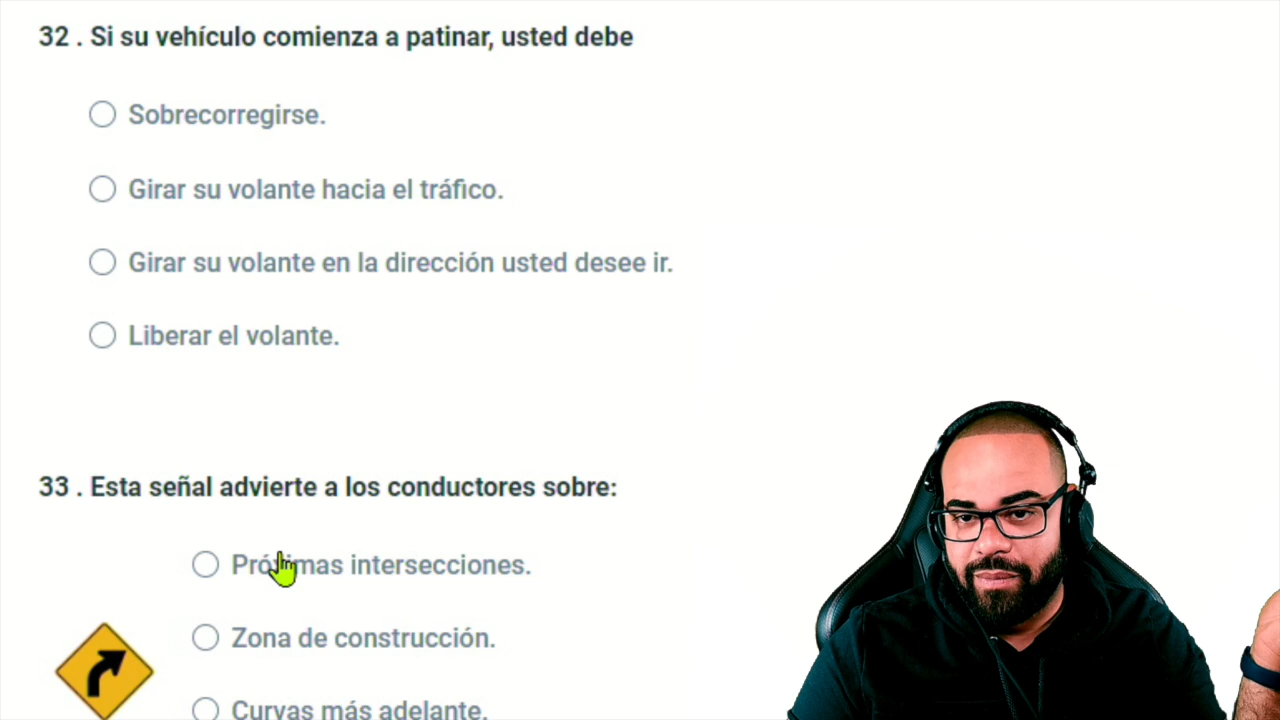 32 . Si su vehículo comienza a patinar, usted debe
Sobrecorregirse.
Girar su volante hacia el tráfico.
Girar su volante en la dirección usted desee ir.
Liberar el volante.
33 . Esta señal advierte a los conductores sobre:
Próximas intersecciones.
Zona de construcción.
Curvas más adelante.